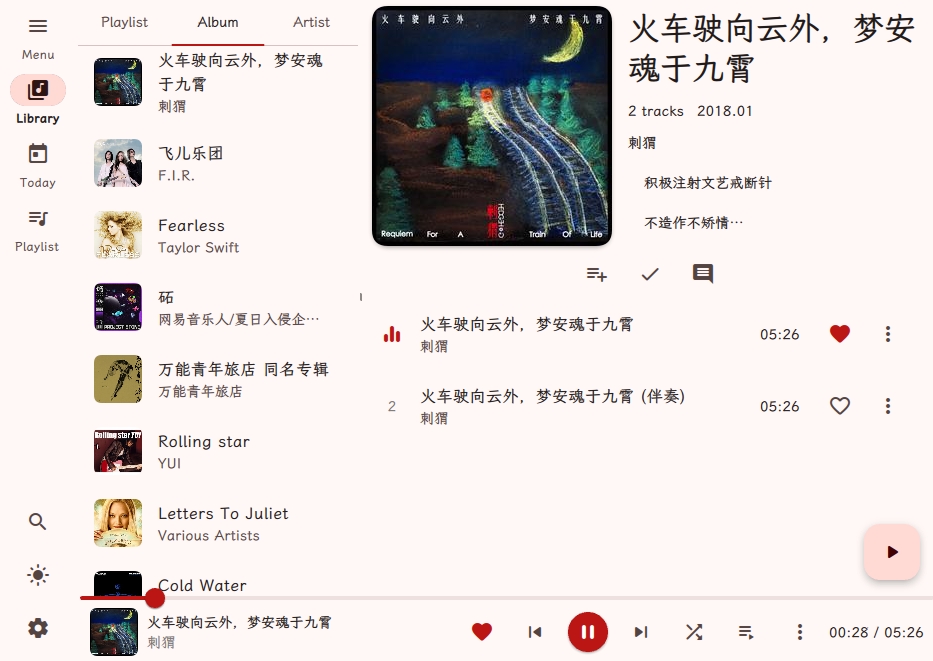 Menu
Library
Today
Playlist
Playlist
Album
Artist
火车驶向云外，梦安魂
于九霄
刺猬
飞儿乐团
F.I.R.
Fearless
Taylor Swift
砳
网易音乐人/夏日入侵企…
万能青年旅店 同名专辑
万能青年旅店
Rolling star
YUI
Letters To Juliet
Various Artists
Cold Water
火车驶向云外
梦安魂于九霄
刺猬
HEDGEHOG
Requiem For A Train Of Life
火车驶向云外，梦安
魂于九霄
2 tracks 2018.01
刺猬
积极注射文艺戒断针
不造作不矫情…
火车驶向云外，梦安魂于九霄
刺猬
05:26
2
火车驶向云外，梦安魂于九霄 (伴奏)
刺猬
05:26
火车驶向云外，梦安魂于九霄
刺猬
00:28 / 05:26